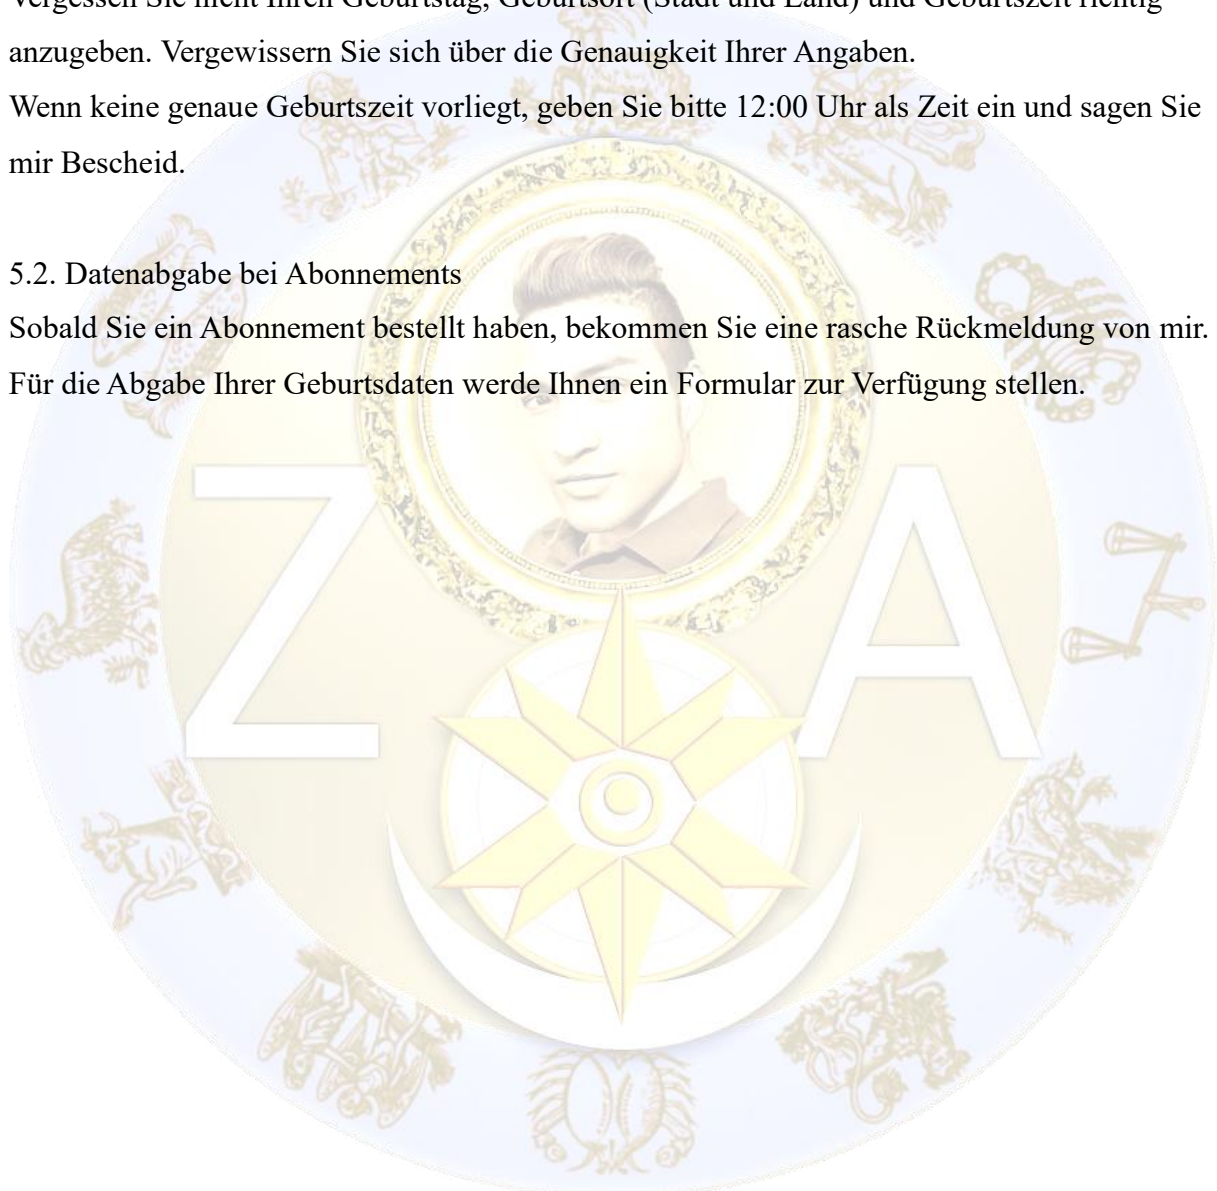 Vergessen Sie nicht Ihren Geburtstag, Geburtsort (Stadt und Land) und Geburtszeit richtig
anzugeben. Vergewissern Sie sich über die Genauigkeit Ihrer Angaben.
Wenn keine genaue Geburtszeit vorliegt, geben Sie bitte 12:00 Uhr als Zeit ein und sagen Sie
mir Bescheid.
5.2. Datenabgabe bei Abonnements
Sobald Sie ein Abonnement bestellt haben, bekommen Sie eine rasche Rückmeldung von mir.
Für die Abgabe Ihrer Geburtsdaten werde Ihnen ein Formular zur Verfügung stellen.
Z A